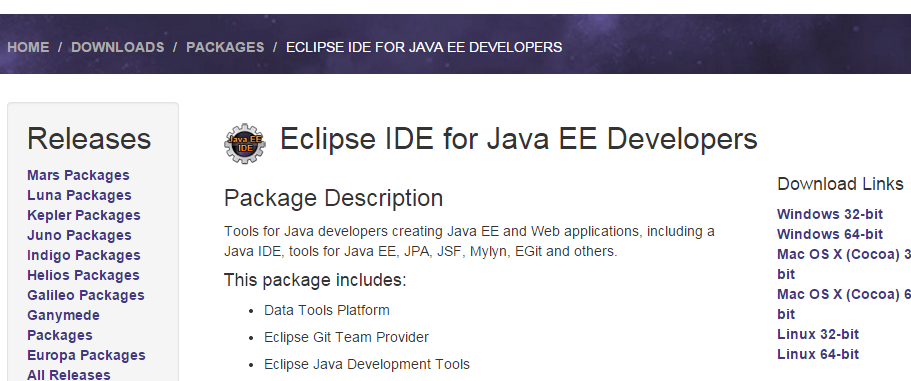 HOME / DOWNLOADS / PACKAGES / ECLIPSE IDE FOR JAVA EE DEVELOPERS
Releases
Mars Packages
Luna Packages
Kepler Packages
Juno Packages
Indigo Packages
Helios Packages
Galileo Packages
Ganymede
Packages
Europa Packages
All Releases
Java EE
IDE
Eclipse IDE for Java EE Developers
Package Description
Tools for Java developers creating Java EE and Web applications, including a
Java IDE, tools for Java EE, JPA, JSF, Mylyn, EGit and others.
This package includes:
• Data Tools Platform
• Eclipse Git Team Provider
• Eclipse Java Development Tools
Download Links
Windows 32-bit
Windows 64-bit
Mac OS X (Cocoa) 3
bit
Mac OS X (Cocoa) 6
bit
Linux 32-bit
Linux 64-bit